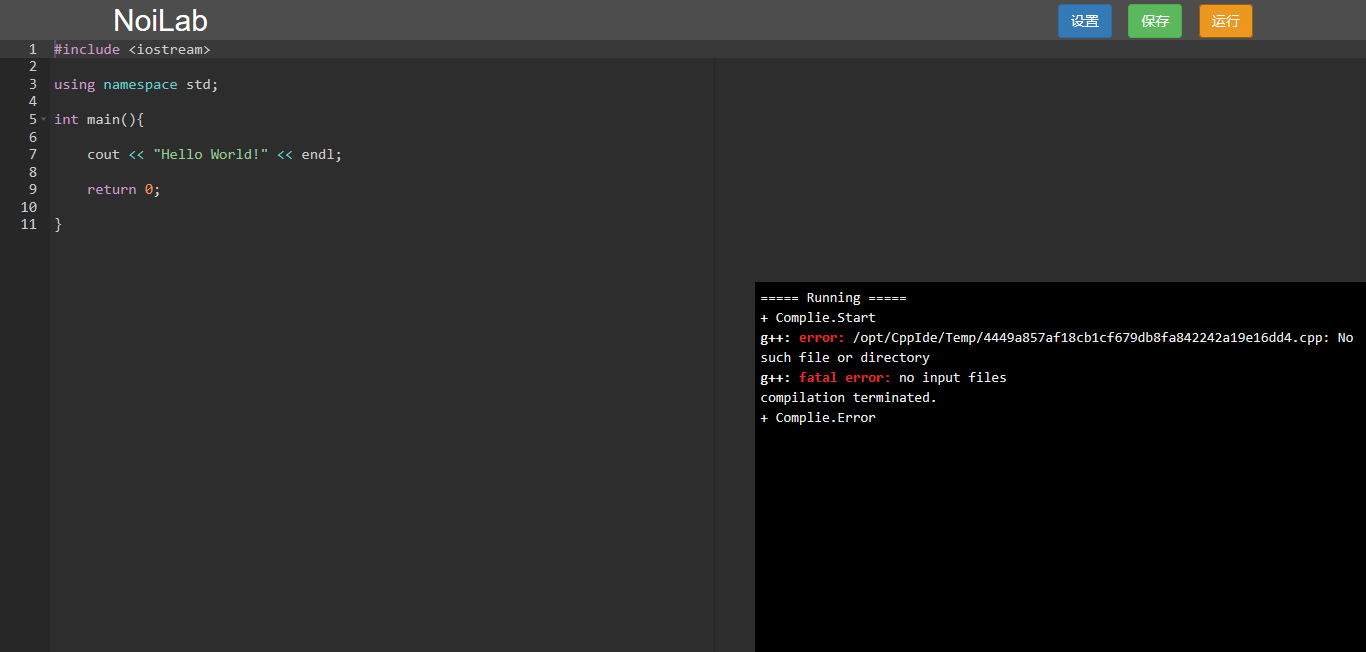 NoiLab
设置 保存 运行
1 #include <iostream>
2
3 using namespace std;
4
5 int main(){
6
7     cout << "Hello World!" << endl;
8
9     return 0;
10
11 }
===== Running =====
+ Complie.Start
g++: error: /opt/CppIde/Temp/4449a857af18cb1cf679db8fa842242a19e16dd4.cpp: No
such file or directory
g++: fatal error: no input files
compilation terminated.
+ Complie.Error